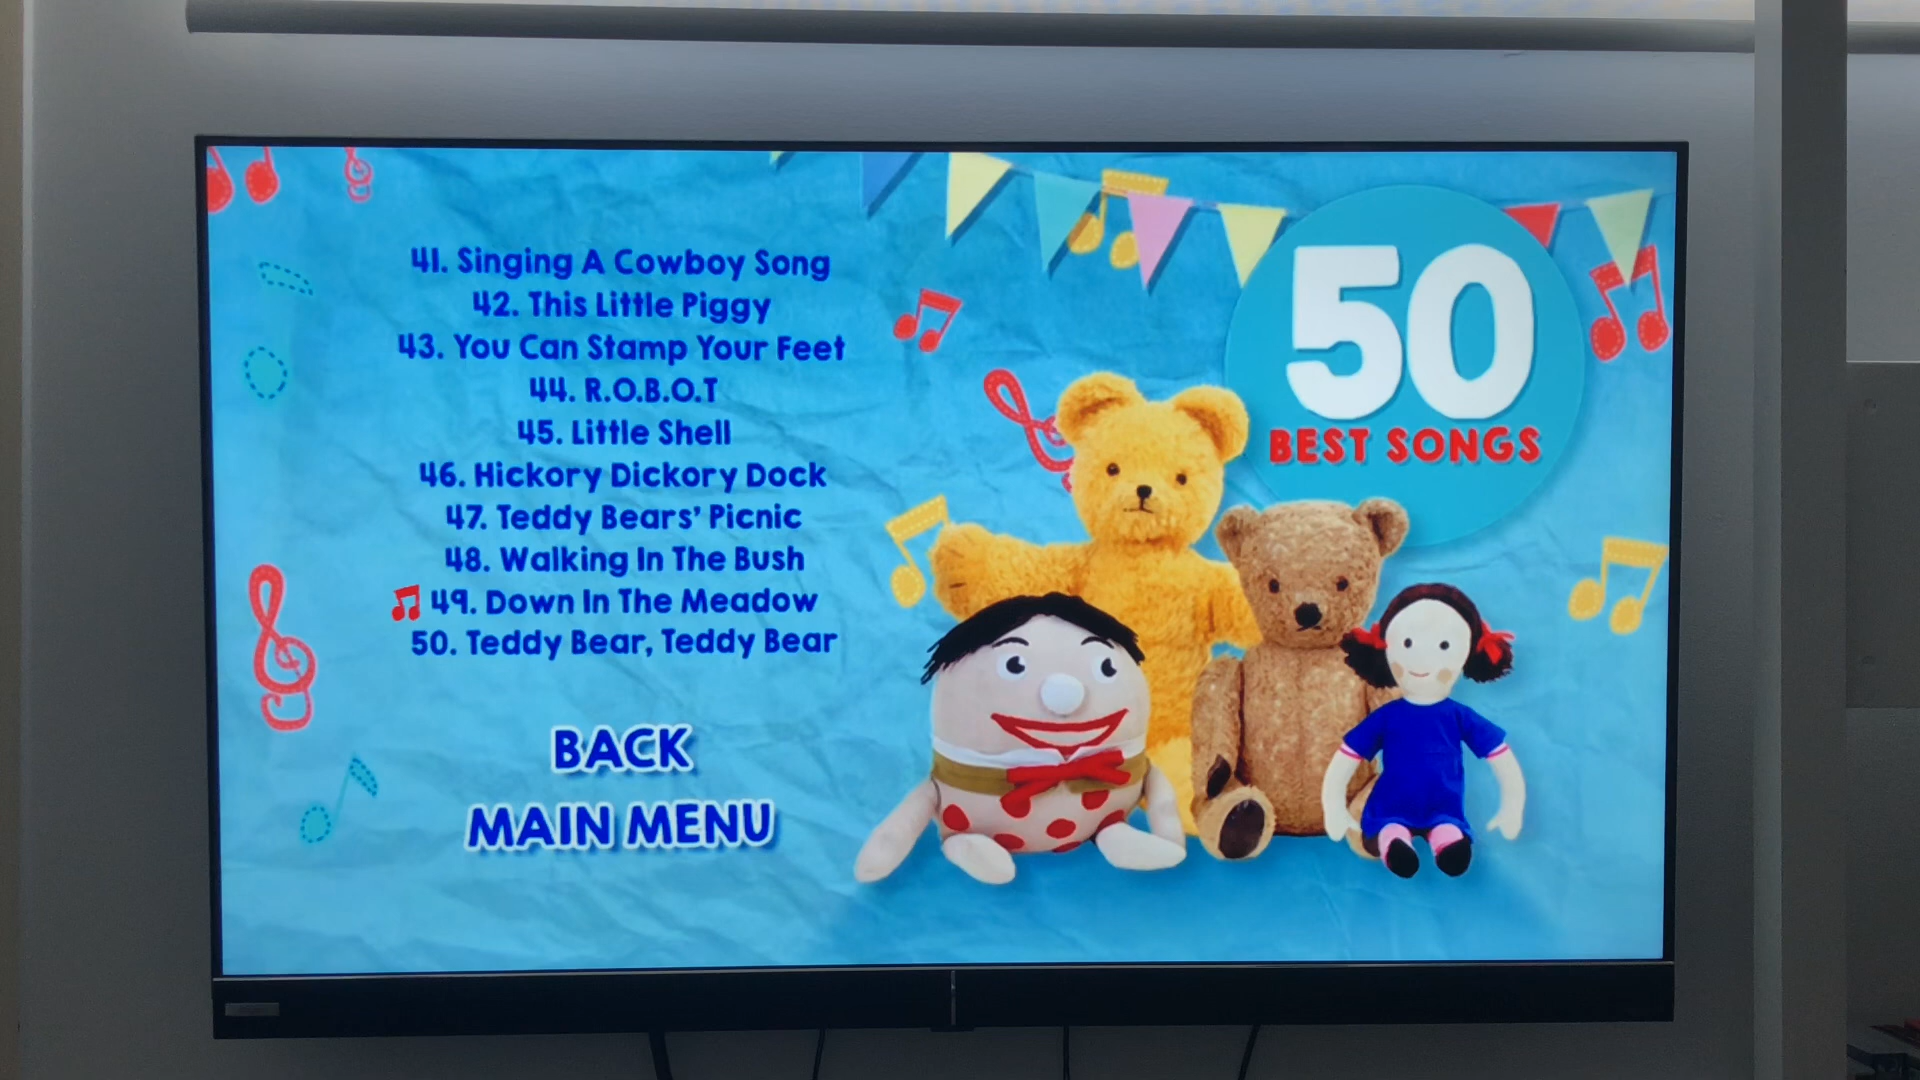 41. Singing A Cowboy Song
42. This Little Piggy
43. You Can Stamp Your Feet
44. R.O.B.O.T
45. Little Shell
46. Hickory Dickory Dock
47. Teddy Bears' Picnic
48. Walking In The Bush
49. Down In The Meadow
50. Teddy Bear, Teddy Bear
BACK
MAIN MENU
50
BEST SONGS